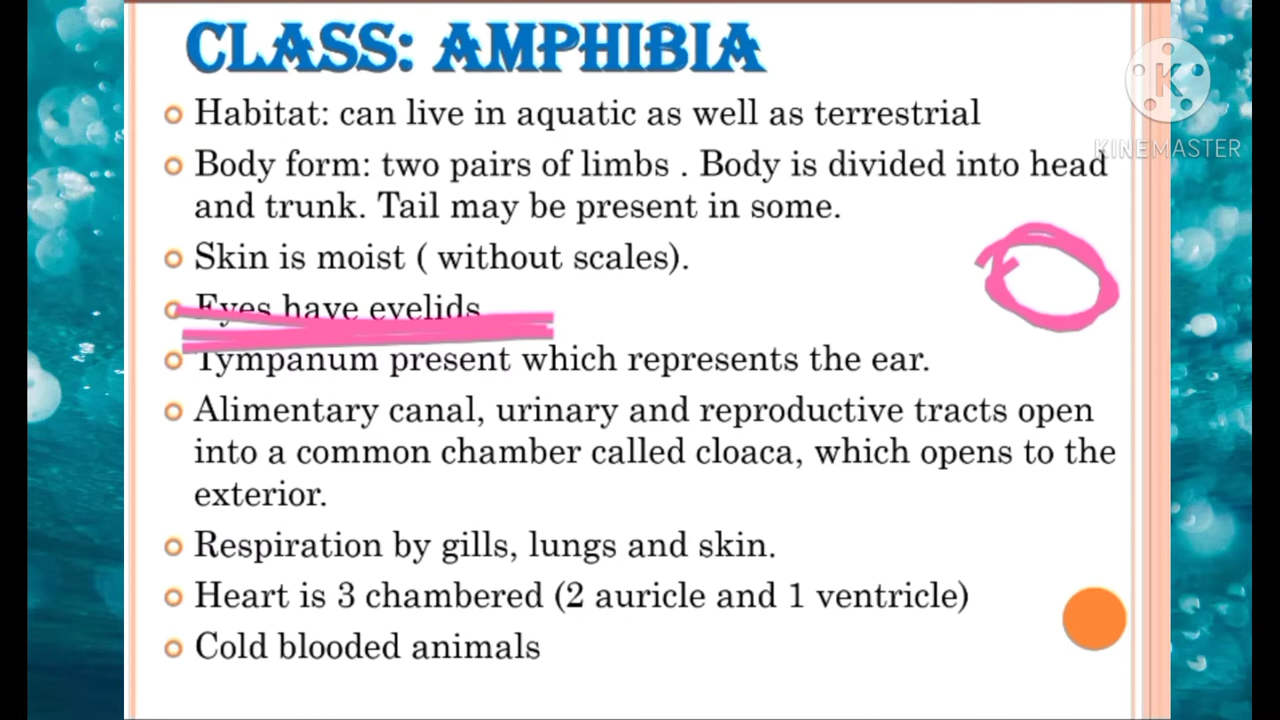 CLASS: AMPHIBIA
K
KINEMASTER
Habitat: can live in aquatic as well as terrestrial
Body form: two pairs of limbs . Body is divided into head
and trunk. Tail may be present in some.
Skin is moist ( without scales).
Eyes have eyelids
Tympanum present which represents the ear.
Alimentary canal, urinary and reproductive tracts open
into a common chamber called cloaca, which opens to the
exterior.
Respiration by gills, lungs and skin.
Heart is 3 chambered (2 auricle and 1 ventricle)
Cold blooded animals